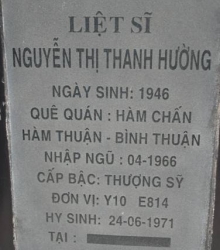 LIỆT SĨ
NGUYỄN THỊ THANH HƯỜNG
NGÀY SINH: 1946
QUÊ QUÁN : HÀM CHẤN
HÀM THUẬN - BÌNH THUẬN
NHẬP NGŨ : 04-1966
CẤP BẬC: THƯỢNG SỸ
ĐƠN VỊ: Y10 E814
HY SINH: 24-06-1971
TẠI :